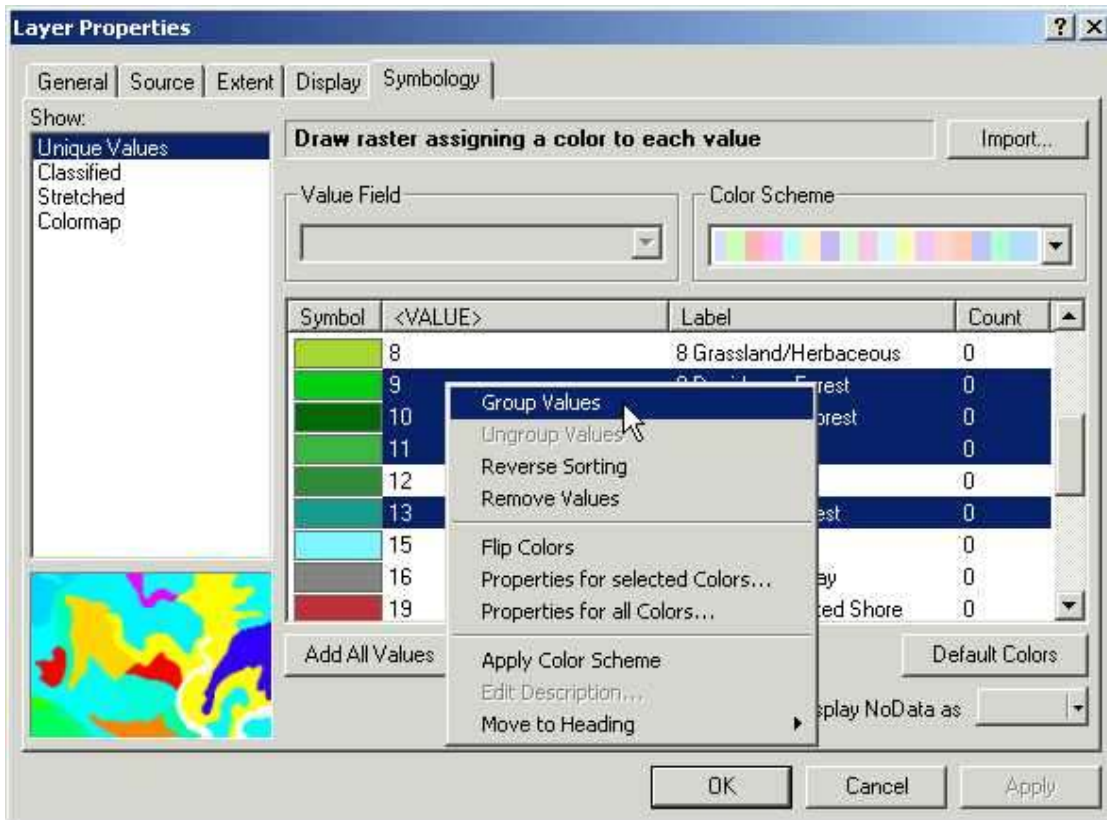 Layer Properties
General Source Extent Display Symbology
Show:
Unique Values
Classified
Stretched
Colormap
Draw raster assigning a color to each value
Import...
Value Field
Color Scheme
Symbol <VALUE> Label Count
8 8 Grassland/Herbaceous 0
9 0
10 0
11 0
12 0
13 0
15 0
16 0
19 0
Group Values
Ungroup Values
Reverse Sorting
Remove Values
Flip Colors
Properties for selected Colors...
Properties for all Colors...
Apply Color Scheme
Edit Description...
Move to Heading
Shore
Add All Values
Default Colors
NoData as
OK Cancel Apply